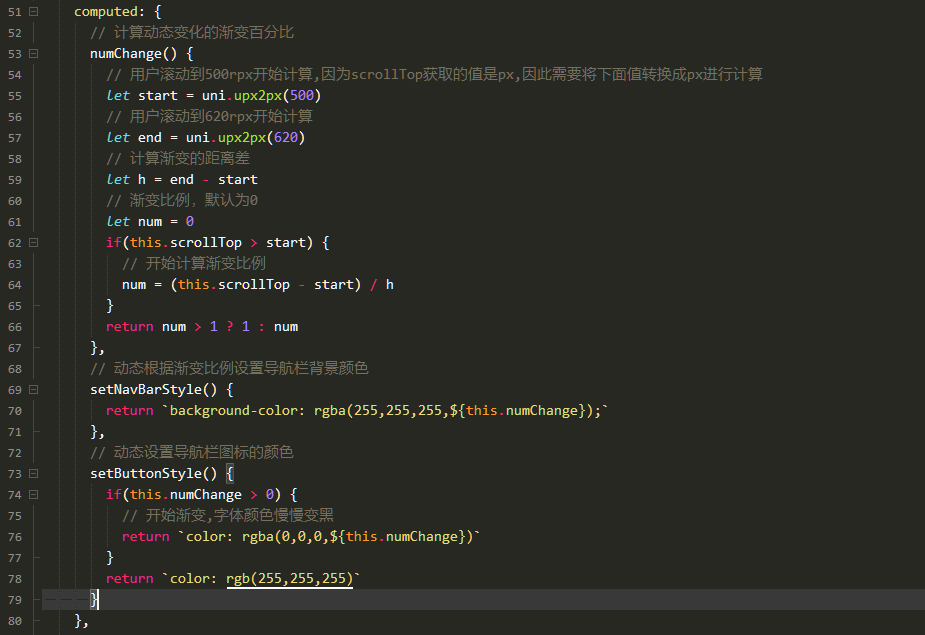 51 computed: {
52 // 计算动态变化的渐变百分比
53 numChange() {
54 // 用户滚动到500rpx开始计算,因为scrollTop获取的值是px,因此需要将下面值转换成px进行计算
55 let start = uni.upx2px(500)
56 // 用户滚动到620rpx开始计算
57 let end = uni.upx2px(620)
58 // 计算渐变的距离差
59 let h = end - start
60 // 渐变比例，默认为0
61 let num = 0
62 if(this.scrollTop > start) {
63 // 开始计算渐变比例
64 num = (this.scrollTop - start) / h
65 }
66 return num > 1 ? 1 : num
67 },
68 // 动态根据渐变比例设置导航栏背景颜色
69 setNavBarStyle() {
70 return `background-color: rgba(255,255,255,${this.numChange});`
71 },
72 // 动态设置导航栏图标的颜色
73 setButtonStyle() {
74 if(this.numChange > 0) {
75 // 开始渐变,字体颜色慢慢变黑
76 return `color: rgba(0,0,0,${this.numChange})`
77 }
78 return `color: rgb(255,255,255)`
79 }
80 },